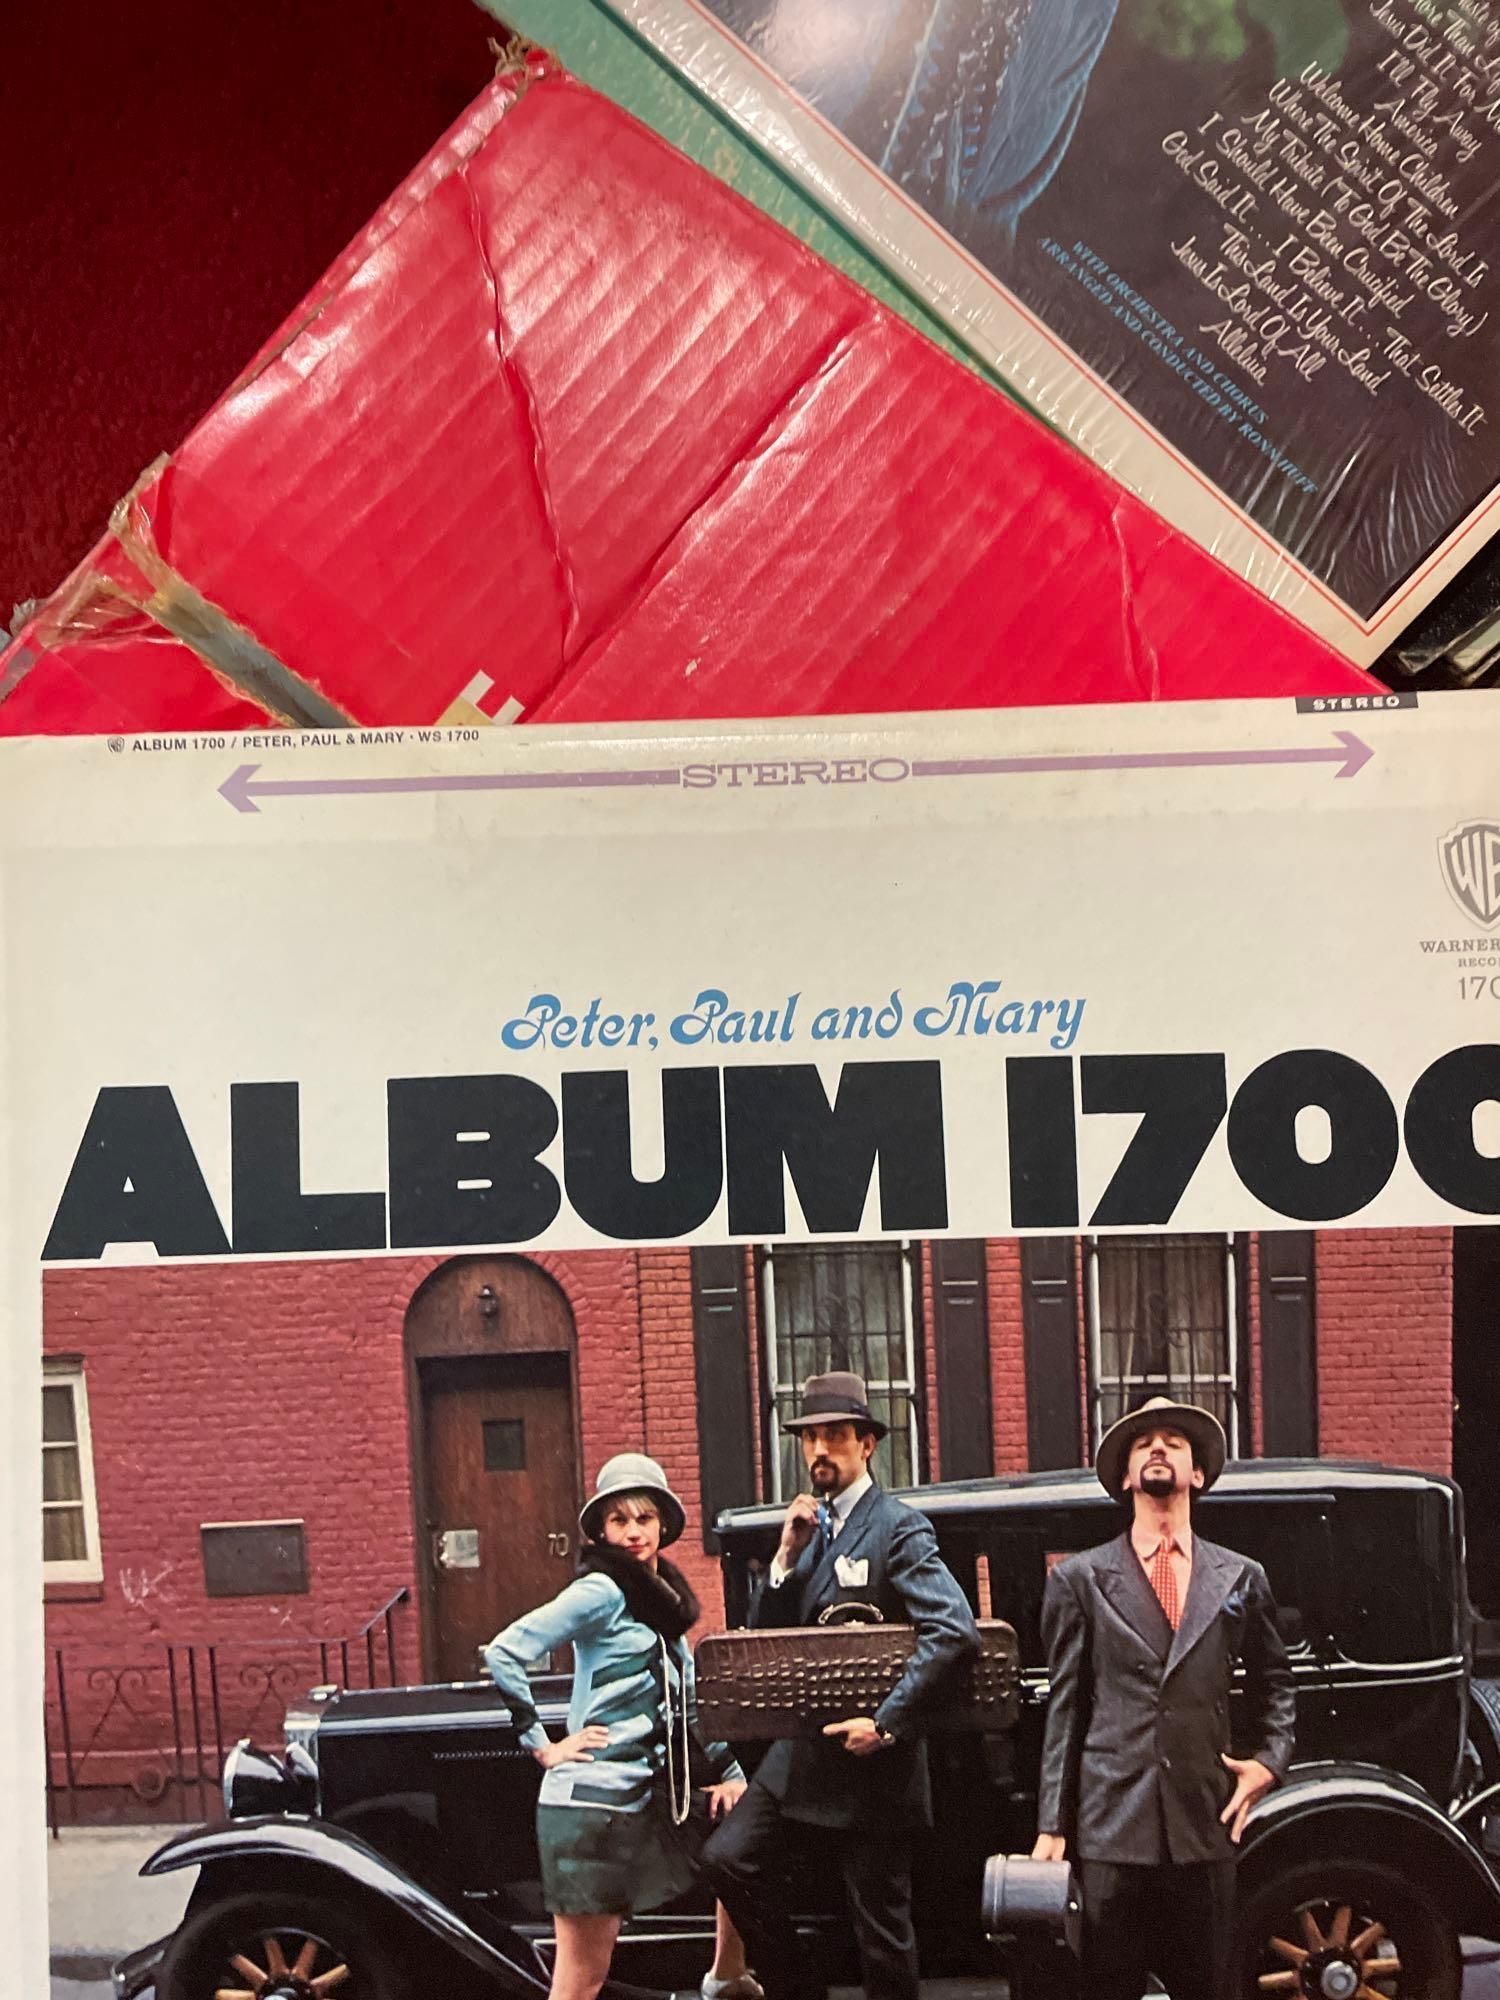 More Than
Jesus Did It For
I'll Fly Away
America
Welcome Home Children
Where The Spirit Of The Lord Is
My Tribute (To God Be The Glory)
I Should Have Been Crucified
God Said It... I Believe It... That Settles It
This Land Is Your Land
Jesus Is Lord Of All
Alleluia
WITH ORCHESTRA AND CHORUS
ARRANGED AND CONDUCTED BY RONN HUFF
STEREO
ALBUM 1700 / PETER, PAUL & MARY · WS 1700
STEREO
WARNER
RECO
170
Peter, Paul and Mary
ALBUM 1700
70